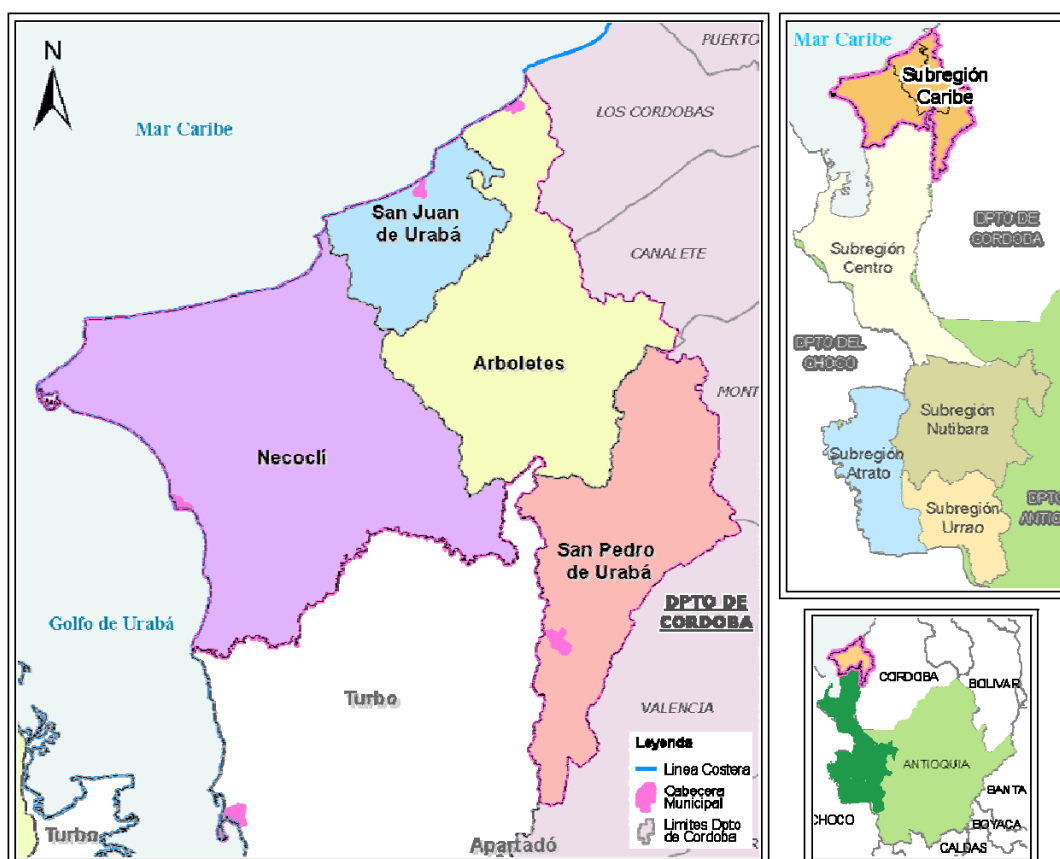 N
Mar Caribe
PUERTO
LOS CORDOBAS
San Juan
de Urabá
CANALETE
Arboletes
MONT
Necoclí
San Pedro
de Urabá
DPTO DE
CORDOBA
Golfo de Urabá
Turbo
VALENCIA
Leyenda
Linea Costera
Cabecera
Municipal
Limites Dpto
de Cordoba
Turbo
Apartadó
Mar Caribe
Subregión
Caribe
DPTO DE
CORDOBA
Subregión
Centro
DPTO DEL
CHOCO
Subregión
Nutibara
Subregión
Atrato
Subregión
Urrao
DPTO
ANTIO
CORDOBA
BOLIVAR
ANTIOQUIA
SANTA
CHOCO
BOYACA
CALDAS